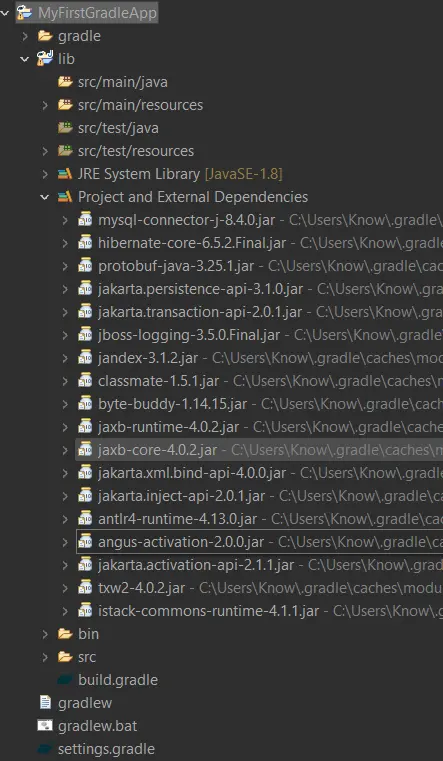 MyFirstGradleApp
gradle
lib
src/main/java
src/main/resources
src/test/java
src/test/resources
JRE System Library [JavaSE-1.8]
Project and External Dependencies
mysql-connector-j-8.4.0.jar - C:\Users\Know\.gradle\
hibernate-core-6.5.2.Final.jar - C:\Users\Know\.gradle\
protobuf-java-3.25.1.jar - C:\Users\Know\.gradle\cac
jakarta.persistence-api-3.1.0.jar - C:\Users\Know\.grad
jakarta.transaction-api-2.0.1.jar - C:\Users\Know\.grad
jboss-logging-3.5.0.Final.jar - C:\Users\Know\.gradle\c
jandex-3.1.2.jar - C:\Users\Know\.gradle\caches\mod
classmate-1.5.1.jar - C:\Users\Know\.gradle\caches\m
byte-buddy-1.14.15.jar - C:\Users\Know\.gradle\cache
jaxb-runtime-4.0.2.jar - C:\Users\Know\.gradle\caches
jaxb-core-4.0.2.jar - C:\Users\Know\.gradle\caches\m
jakarta.xml.bind-api-4.0.0.jar - C:\Users\Know\.gradle\
jakarta.inject-api-2.0.1.jar - C:\Users\Know\.gradle\ca
antlr4-runtime-4.13.0.jar - C:\Users\Know\.gradle\cac
angus-activation-2.0.0.jar - C:\Users\Know\.gradle\ca
jakarta.activation-api-2.1.1.jar - C:\Users\Know\.gradl
txw2-4.0.2.jar - C:\Users\Know\.gradle\caches\modu
istack-commons-runtime-4.1.1.jar - C:\Users\Know\.g
bin
src
build.gradle
gradlew
gradlew.bat
settings.gradle